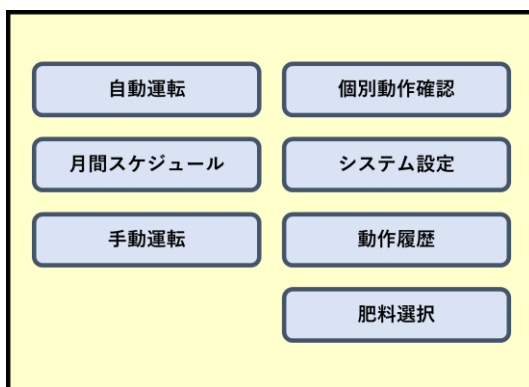 自動運転
個別動作確認
月間スケジュール
システム設定
手動運転
動作履歴
肥料選択